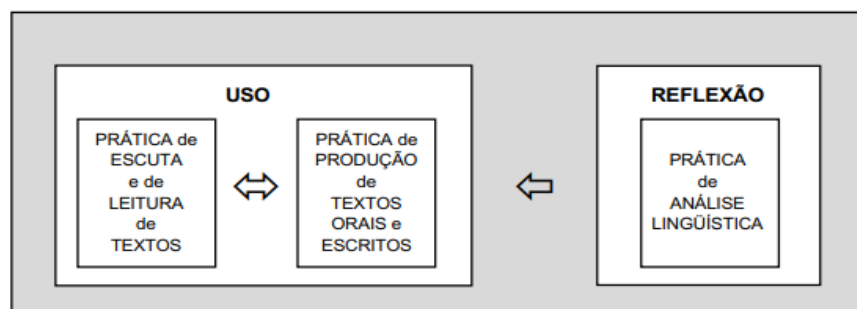 USO
PRÁTICA de
ESCUTA
e de
LEITURA
de
TEXTOS
PRÁTICA de
PRODUÇÃO
de
TEXTOS
ORAIS e
ESCRITOS
REFLEXÃO
PRÁTICA
de
ANÁLISE
LINGÜÍSTICA